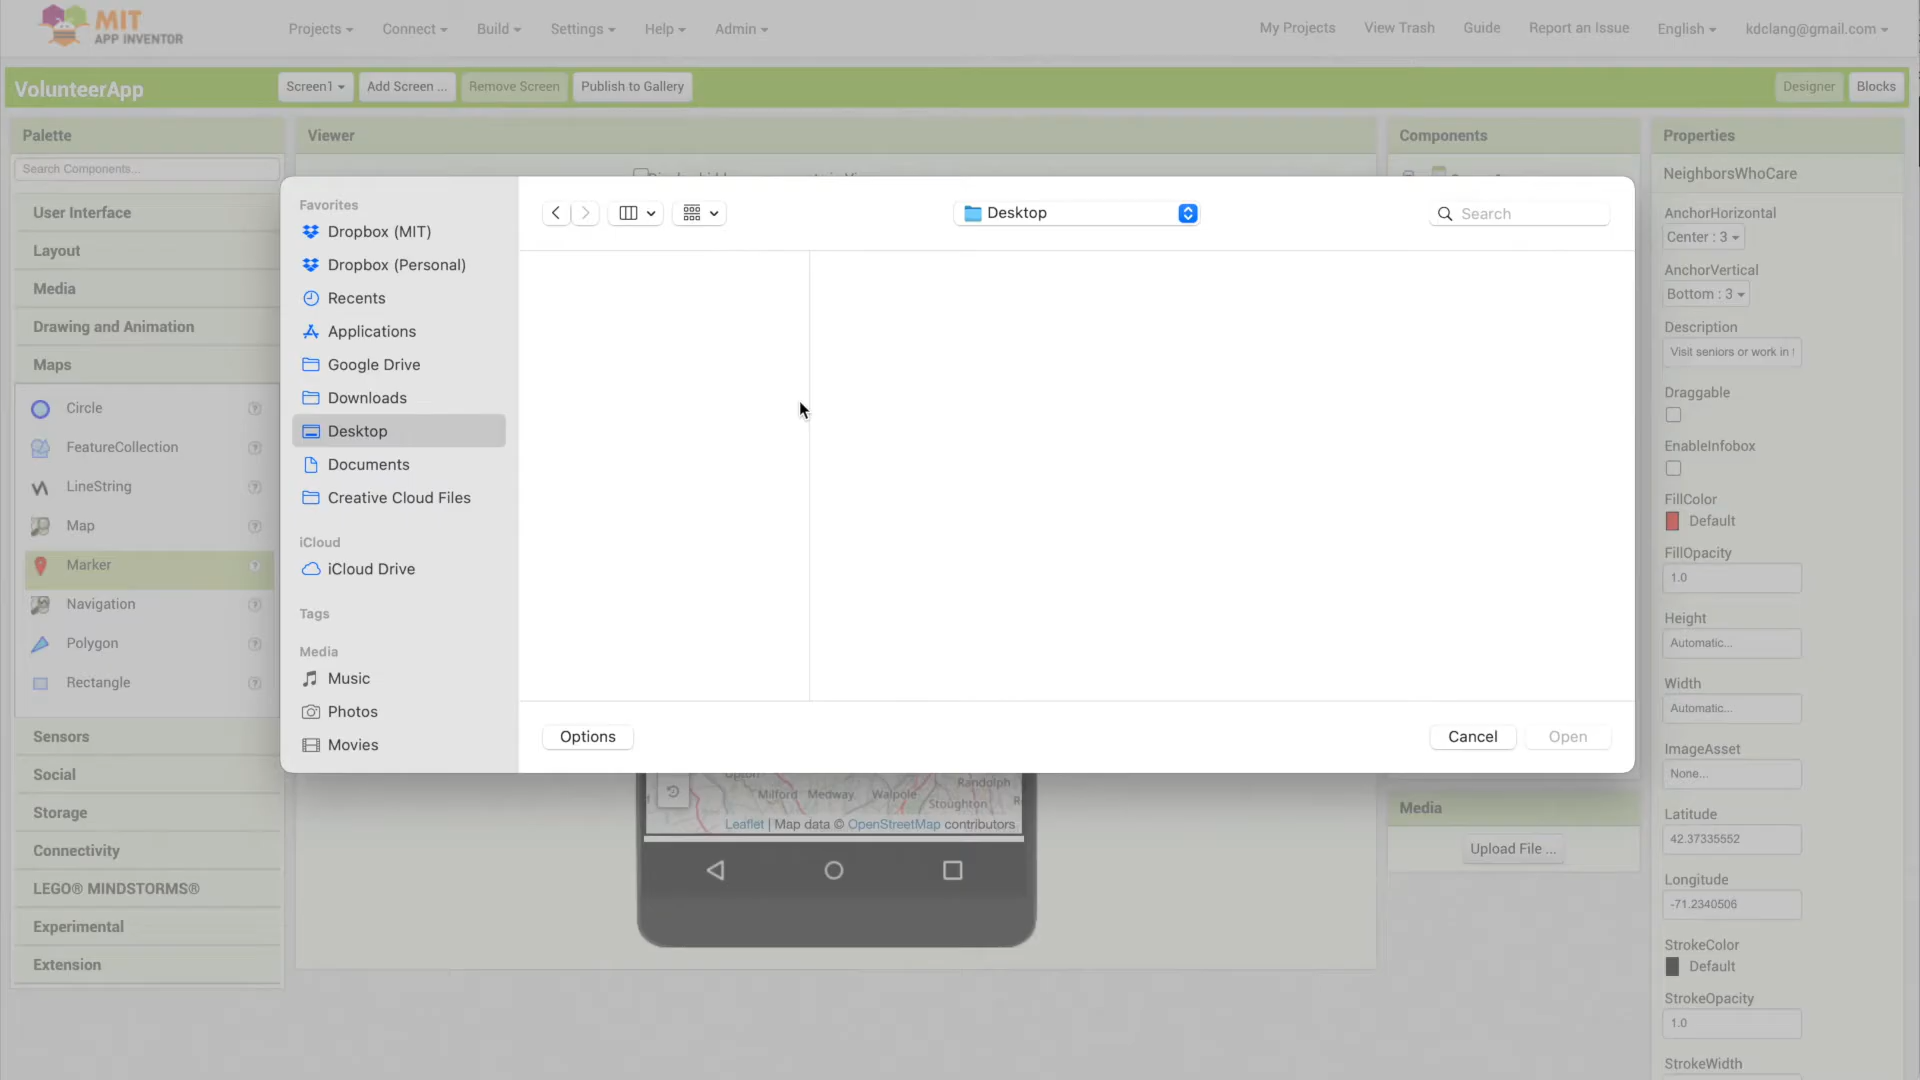 MIT
APP INVENTOR
Projects
Connect
Build
Settings
Help
Admin
My Projects
View Trash
Guide
Report an Issue
English
kdclang@gmail.com
VolunteerApp
Screen1
Add Screen ...
Remove Screen
Publish to Gallery
Designer
Blocks
Palette
Viewer
Components
Properties
Search Components...
User Interface
Layout
Media
Drawing and Animation
Maps
Circle
FeatureCollection
LineString
Map
Marker
Navigation
Polygon
Rectangle
Sensors
Social
Storage
Connectivity
LEGO® MINDSTORMS®
Experimental
Extension
Favorites
Dropbox (MIT)
Dropbox (Personal)
Recents
Applications
Google Drive
Downloads
Desktop
Documents
Creative Cloud Files
iCloud
iCloud Drive
Tags
Media
Music
Photos
Movies
Desktop
Search
Options
Cancel
Open
Milford Medway Walpole
Randolph
Stoughton
Leaflet | Map data © OpenStreetMap contributors
Media
Upload File ...
NeighborsWhoCare
AnchorHorizontal
Center : 3
AnchorVertical
Bottom : 3
Description
Visit seniors or work in
Draggable
EnableInfobox
FillColor
Default
FillOpacity
1.0
Height
Automatic...
Width
Automatic...
ImageAsset
None...
Latitude
42.37335552
Longitude
-71.2340506
StrokeColor
Default
StrokeOpacity
1.0
StrokeWidth